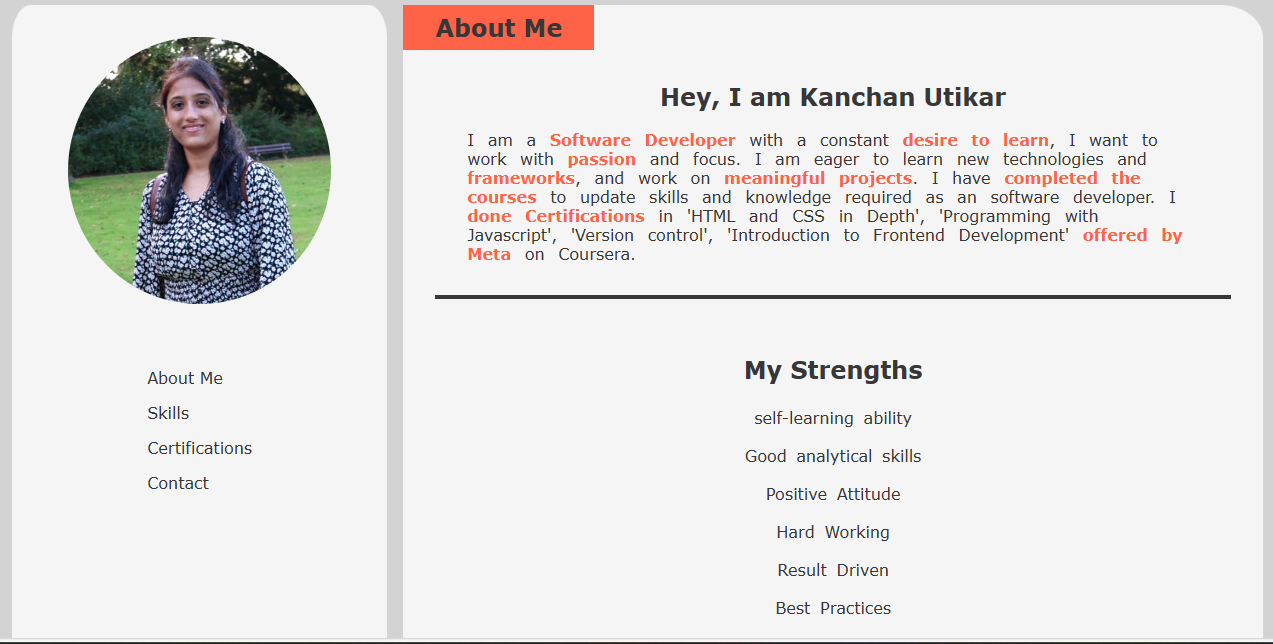 About Me
Skills
Certifications
Contact
About Me
Hey, I am Kanchan Utikar
I am a Software Developer with a constant desire to learn, I want to
work with passion and focus. I am eager to learn new technologies and
frameworks, and work on meaningful projects. I have completed the
courses to update skills and knowledge required as an software developer. I
done Certifications in 'HTML and CSS in Depth', 'Programming with
Javascript', 'Version control', 'Introduction to Frontend Development' offered by
Meta on Coursera.
My Strengths
self-learning ability
Good analytical skills
Positive Attitude
Hard Working
Result Driven
Best Practices